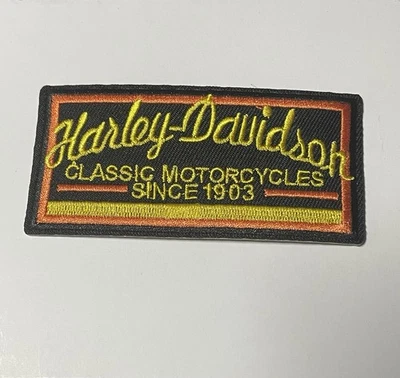 Harley-Davidson
CLASSIC MOTORCYCLES
SINCE 1903